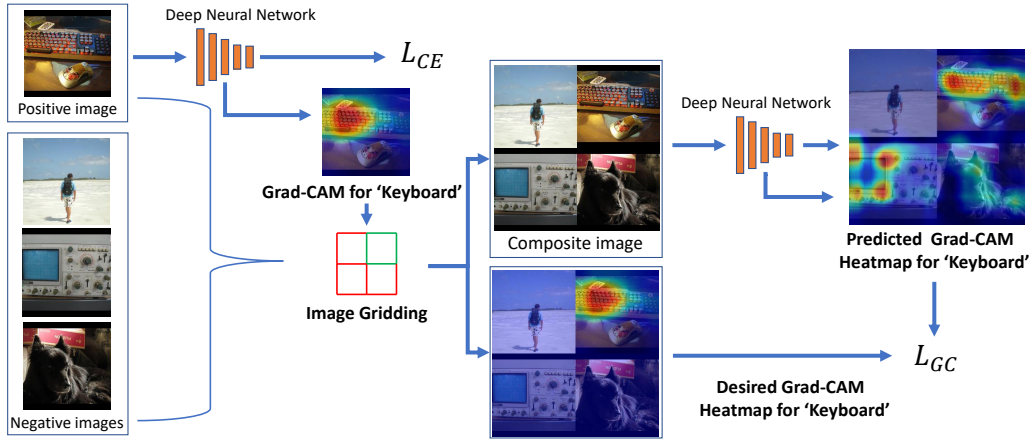 Deep Neural Network
L_CE
Positive image
Grad-CAM for 'Keyboard'
Image Gridding
Negative images
Composite image
Deep Neural Network
Predicted Grad-CAM
Heatmap for 'Keyboard'
L_GC
Desired Grad-CAM
Heatmap for 'Keyboard'